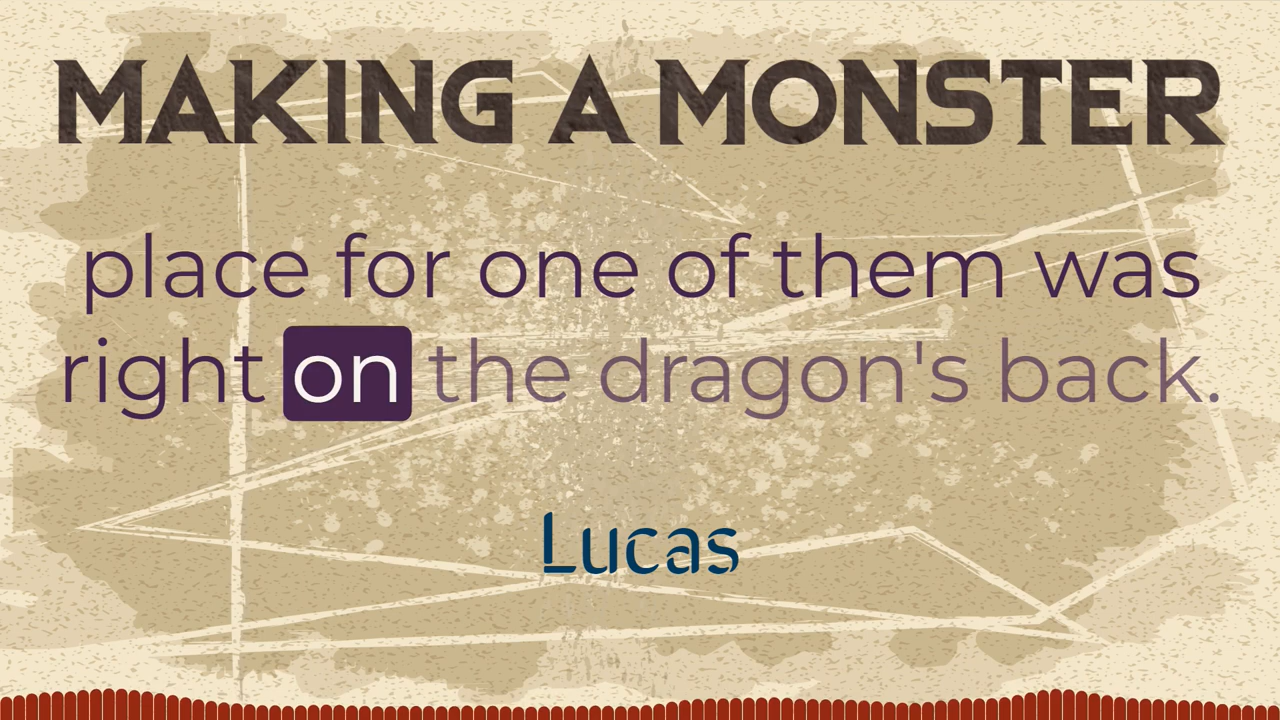 MAKING A MONSTER
place for one of them was
right on the dragon's back.
Lucas